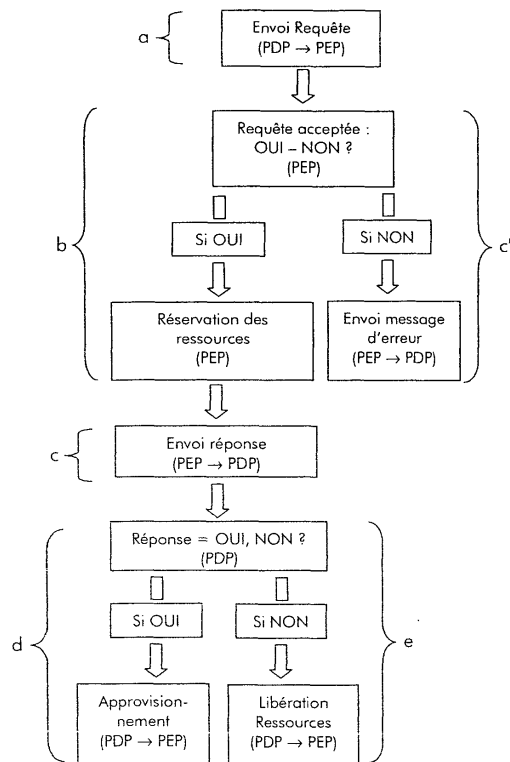 a
Envoi Requête
(PDP → PEP)
Requête acceptée :
OUI – NON ?
(PEP)
b
Si OUI
Si NON
c'
Réservation des
ressources
(PEP)
Envoi message
d'erreur
(PEP → PDP)
c
Envoi réponse
(PEP → PDP)
Réponse = OUI, NON ?
(PDP)
d
Si OUI
Si NON
e
Approvision-
nement
(PDP → PEP)
Libération
Ressources
(PDP → PEP)